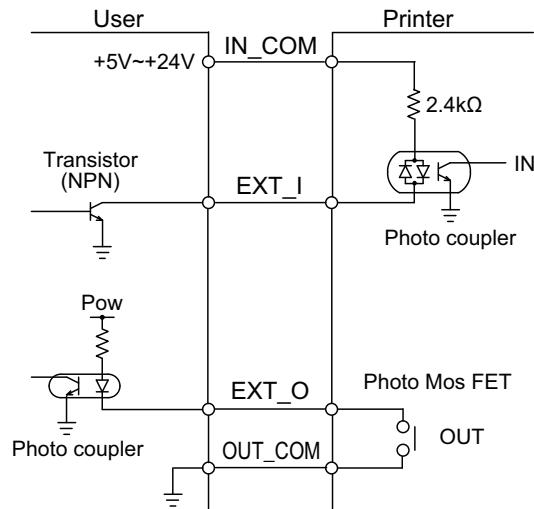 User
Printer
+5V~+24V
IN_COM
2.4kΩ
Transistor
(NPN)
IN
EXT_I
Photo coupler
Pow
EXT_O
Photo Mos FET
Photo coupler
OUT
OUT_COM